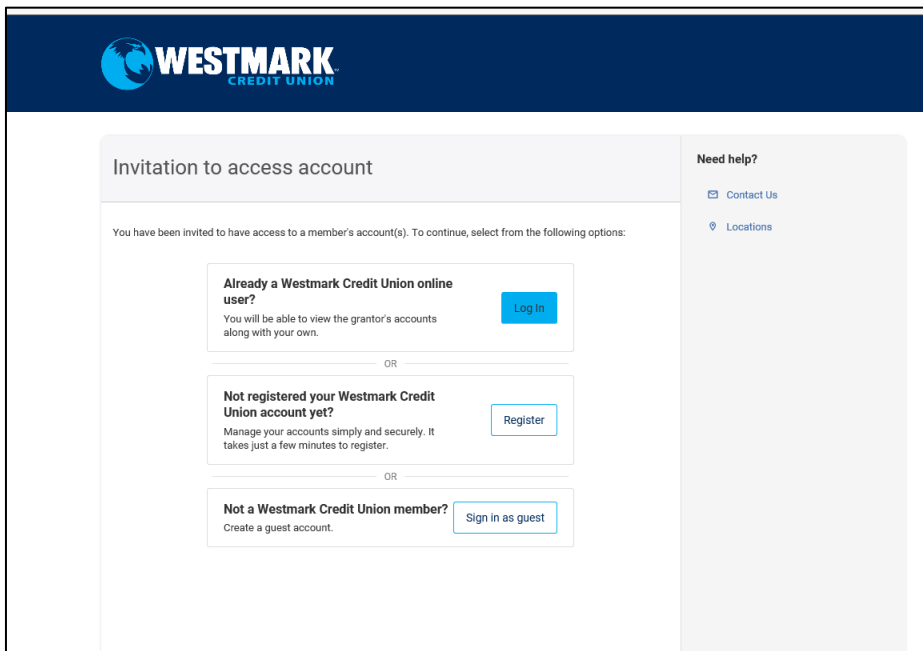 WESTMARK
CREDIT UNION
Invitation to access account
You have been invited to have access to a member's account(s). To continue, select from the following options:
Already a Westmark Credit Union online
user?
You will be able to view the grantor's accounts
along with your own.
Log In
OR
Not registered your Westmark Credit
Union account yet?
Manage your accounts simply and securely. It
takes just a few minutes to register.
Register
OR
Not a Westmark Credit Union member?
Create a guest account.
Sign in as guest
Need help?
Contact Us
Locations